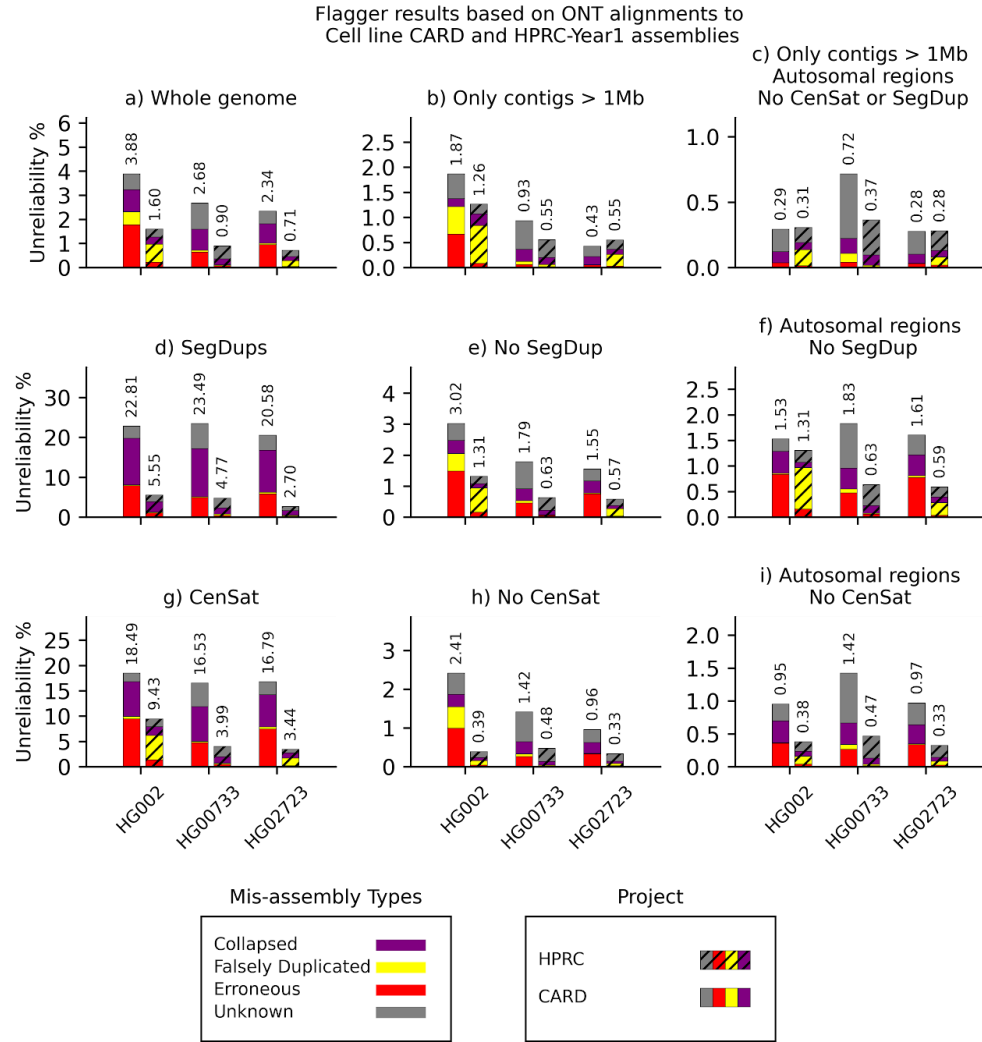 Flagger results based on ONT alignments to
Cell line CARD and HPRC-Year1 assemblies
a) Whole genome
Unreliability %
6
5
4
3
2
1
0
3.88
1.60
2.68
0.90
2.34
0.71
b) Only contigs > 1Mb
2.5
2.0
1.5
1.0
0.5
0.0
1.87
1.26
0.93
0.55
0.43
0.55
c) Only contigs > 1Mb
Autosomal regions
No CenSat or SegDup
1.0
0.5
0.0
0.29
0.31
0.72
0.37
0.28
0.28
d) SegDups
Unreliability %
30
20
10
0
22.81
5.55
23.49
4.77
20.58
2.70
e) No SegDup
4
3
2
1
0
3.02
1.31
1.79
0.63
1.55
0.57
f) Autosomal regions
No SegDup
2.5
2.0
1.5
1.0
0.5
0.0
1.53
1.31
1.83
0.63
1.61
0.59
g) CenSat
Unreliability %
25
20
15
10
5
0
18.49
9.43
16.53
3.99
16.79
3.44
HG002
HG00733
HG02723
h) No CenSat
3
2
1
0
2.41
0.39
1.42
0.48
0.96
0.33
HG002
HG00733
HG02723
i) Autosomal regions
No CenSat
2.0
1.5
1.0
0.5
0.0
0.95
0.38
1.42
0.47
0.97
0.33
HG002
HG00733
HG02723
Mis-assembly Types
Collapsed
Falsely Duplicated
Erroneous
Unknown
Project
HPRC
CARD